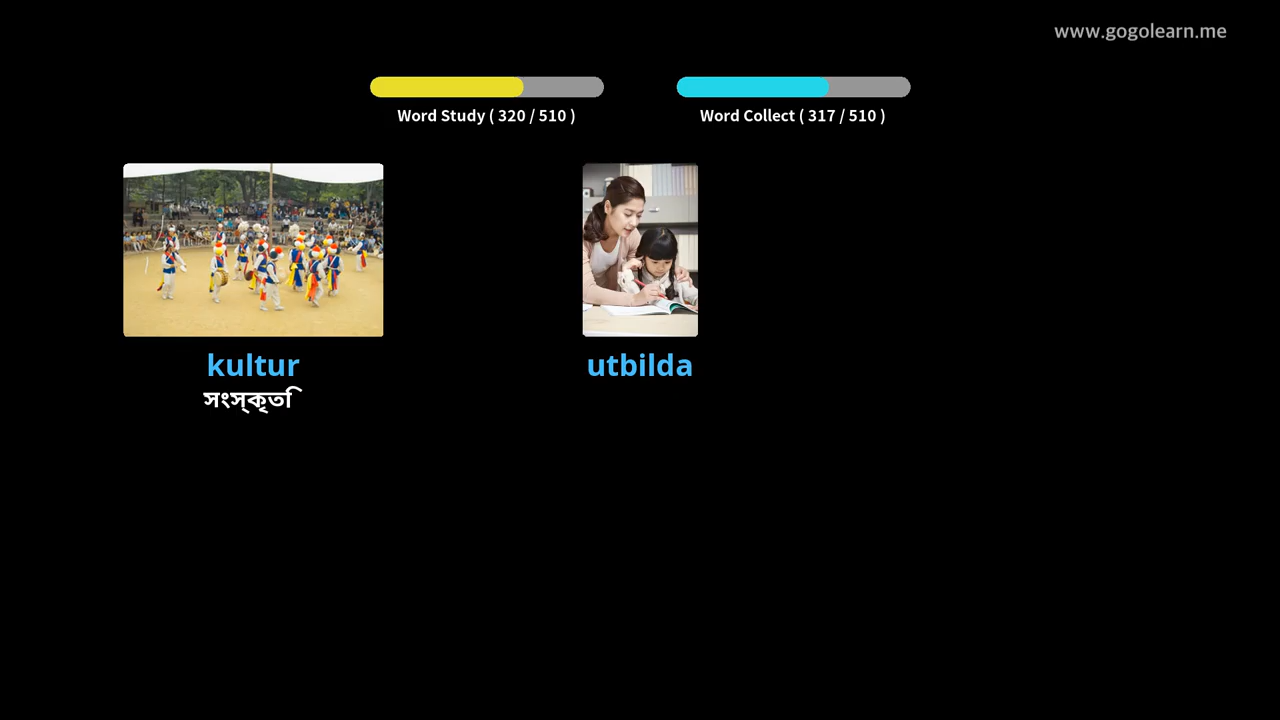 www.gogolearn.me
Word Study ( 320 / 510 )
Word Collect ( 317 / 510 )
kultur
utbilda
সংস্কৃতি